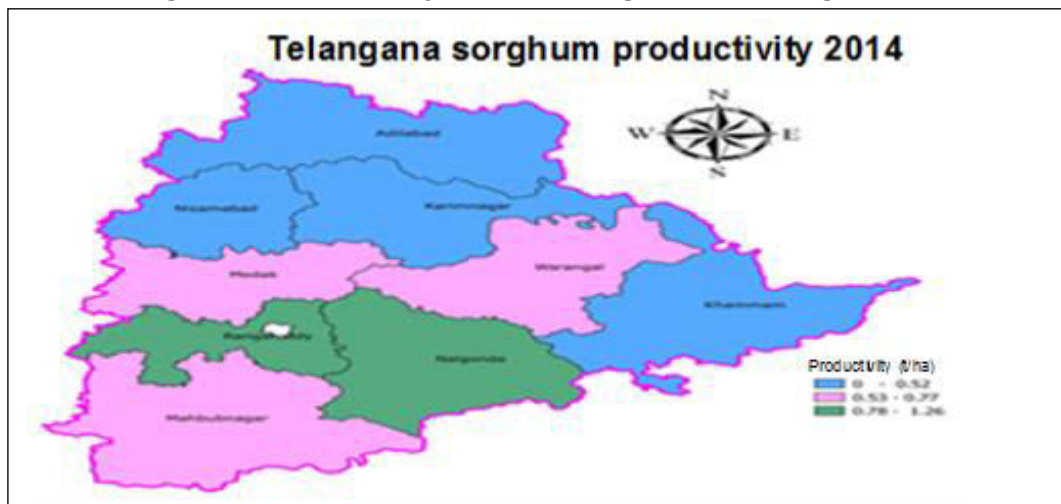 Telangana sorghum productivity 2014
N
W E
S
Adilabad
Nizamabad
Karimnagar
Medak
Warangal
Khammam
Nalgonda
Mahbubnagar
Productivity (t/ha)
0 - 0.52
0.53 - 0.77
0.78 - 1.26